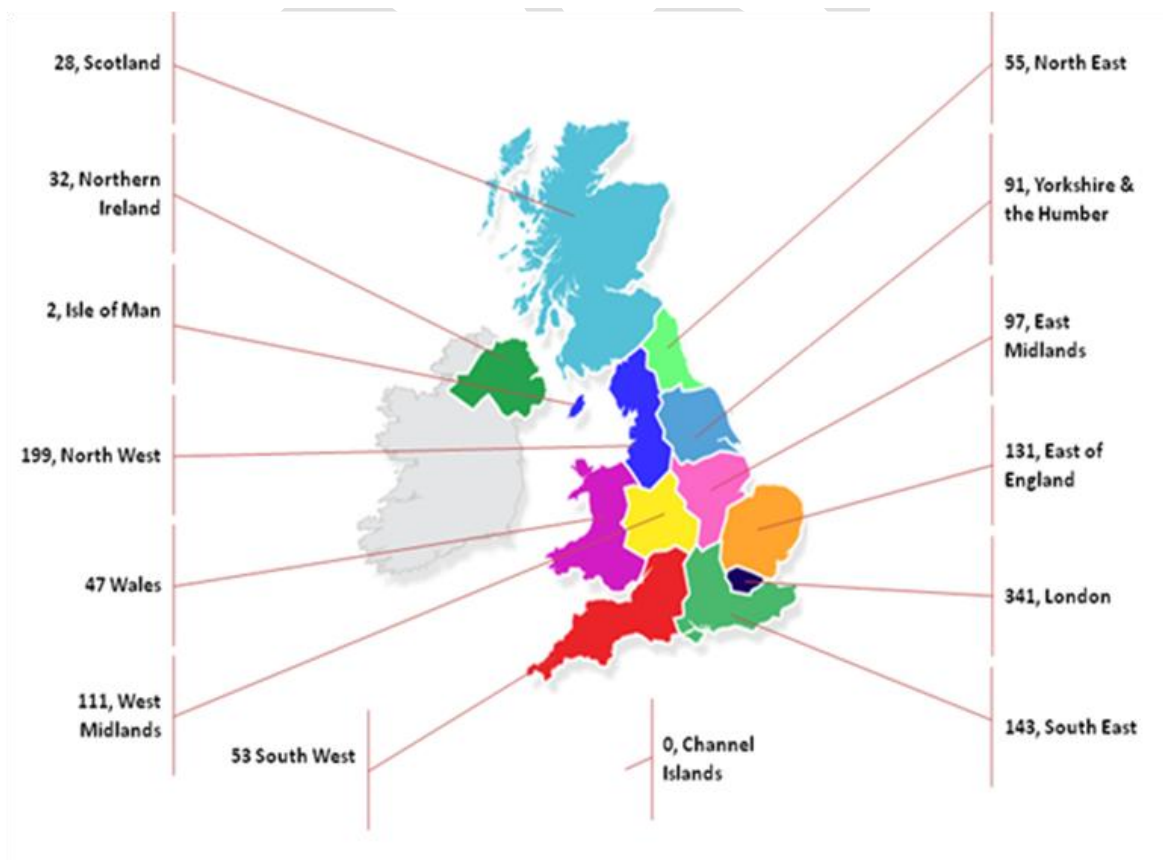 28, Scotland
32, Northern
Ireland
2, Isle of Man
199, North West
47 Wales
111, West
Midlands
53 South West
0, Channel
Islands
55, North East
91, Yorkshire &
the Humber
97, East
Midlands
131, East of
England
341, London
143, South East